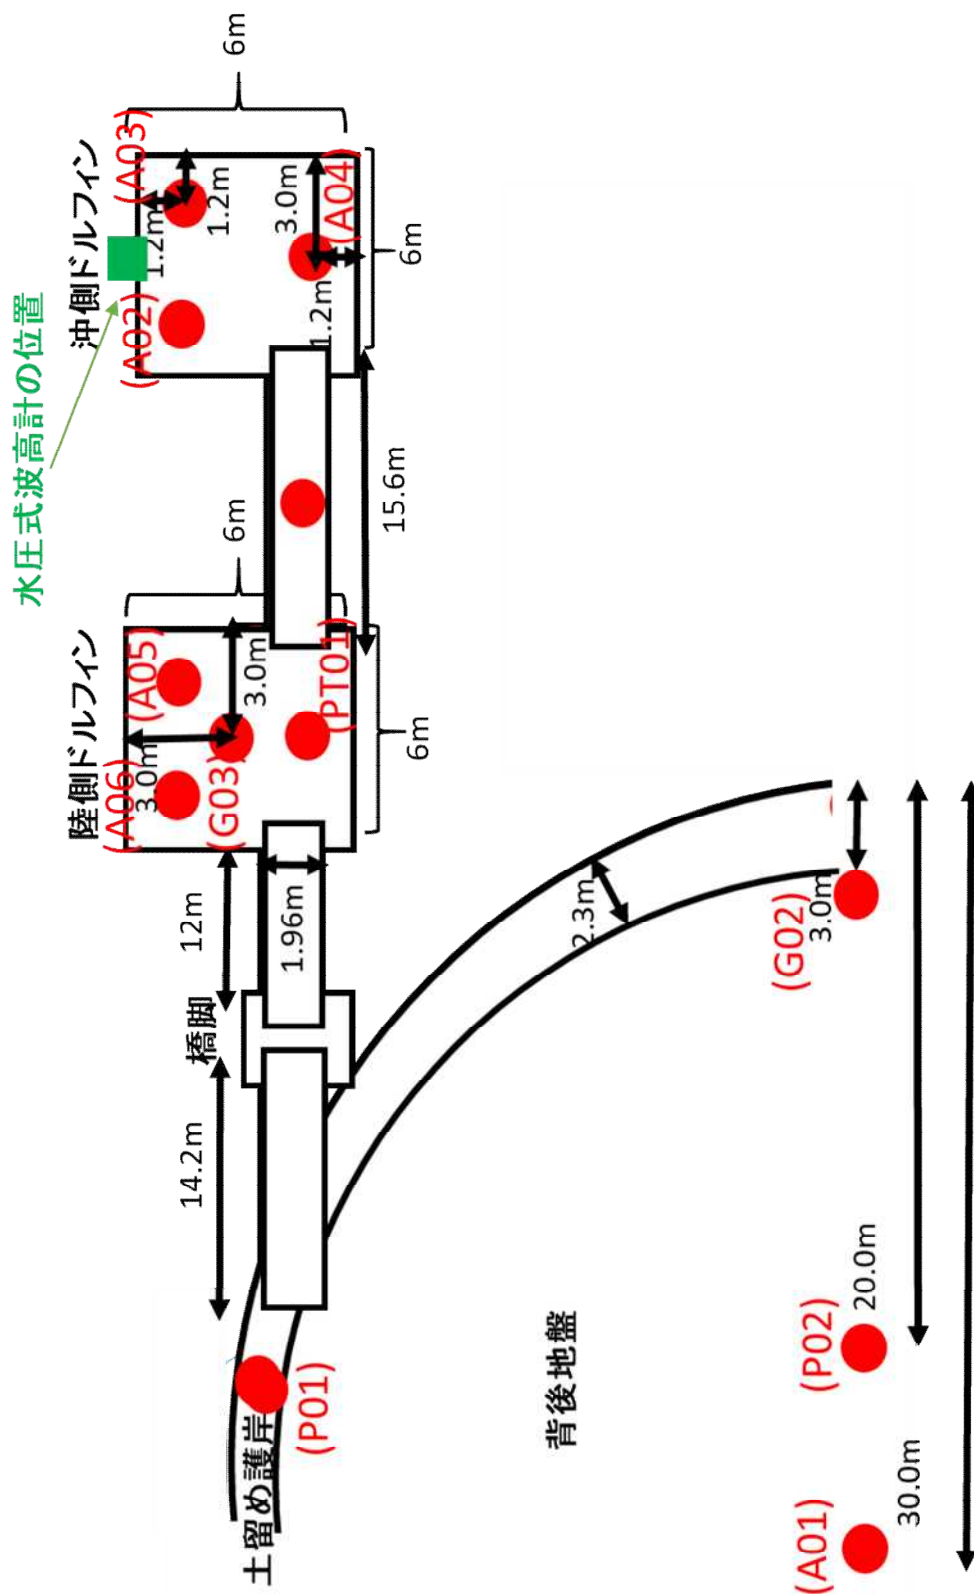 水圧式波高計の位置
沖側ドルフィン
(A02)
(A03)
1.2m
1.2m
3.0m
(A04)
1.2m
6m
6m
15.6m
陸側ドルフィン
6m
(A05)
(A06)
3.0m
(G03)
3.0m
(PT01)
6m
12m
1.96m
橋脚
14.2m
2.3m
(G02)
3.0m
土留め護岸
(P01)
背後地盤
(P02)
20.0m
(A01)
30.0m